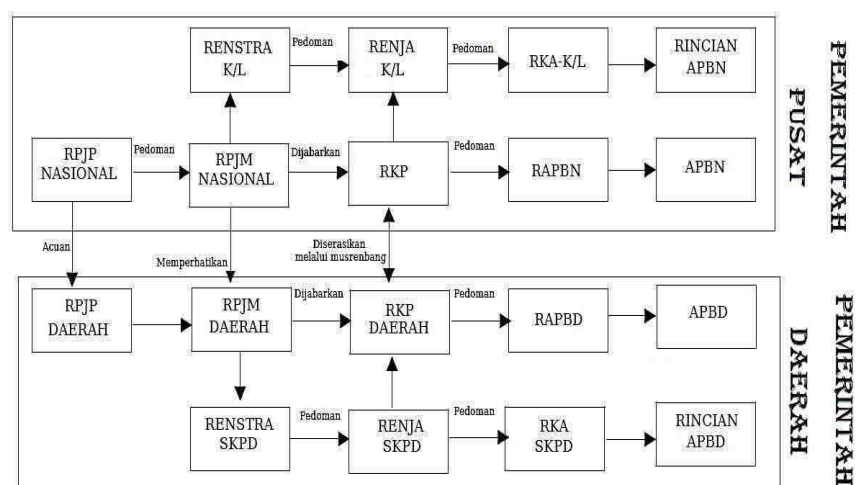 RENSTRA
K/L
Pedoman
RENJA
K/L
Pedoman
RKA-K/L
RINCIAN
APBN
RPJP
NASIONAL
Pedoman
RPJM
NASIONAL
Dijabarkan
RKP
Pedoman
RAPBN
APBN
PEMERINTAH
PUSAT
Acuan
Memperhatikan
Diserasikan
melalui musrenbang
RPJP
DAERAH
RPJM
DAERAH
Dijabarkan
RKP
DAERAH
Pedoman
RAPBD
APBD
RENSTRA
SKPD
Pedoman
RENJA
SKPD
Pedoman
RKA
SKPD
RINCIAN
APBD
PEMERINTAH
DAERAH